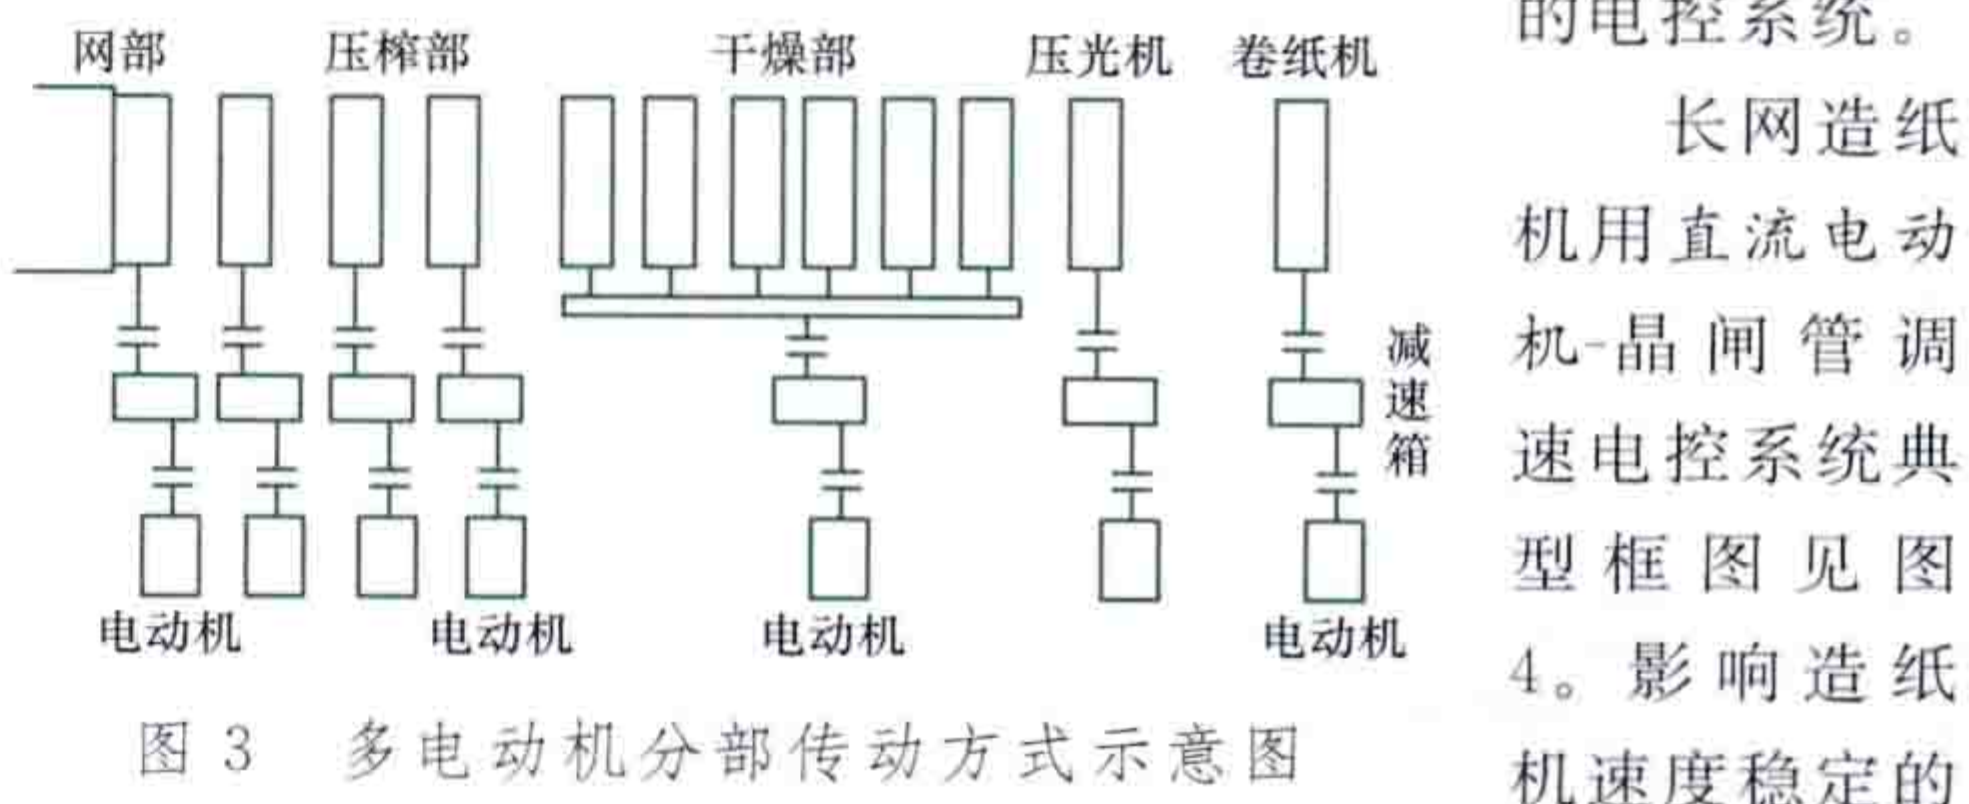 网部 压榨部 干燥部 压光机 卷纸机
减速箱
电动机 电动机 电动机 电动机
图 3 多电动机分部传动方式示意图
的电控系统。
长网造纸
机用直流电动
机-晶闸管调
速电控系统典
型框图见图
4。影响造纸
机速度稳定的